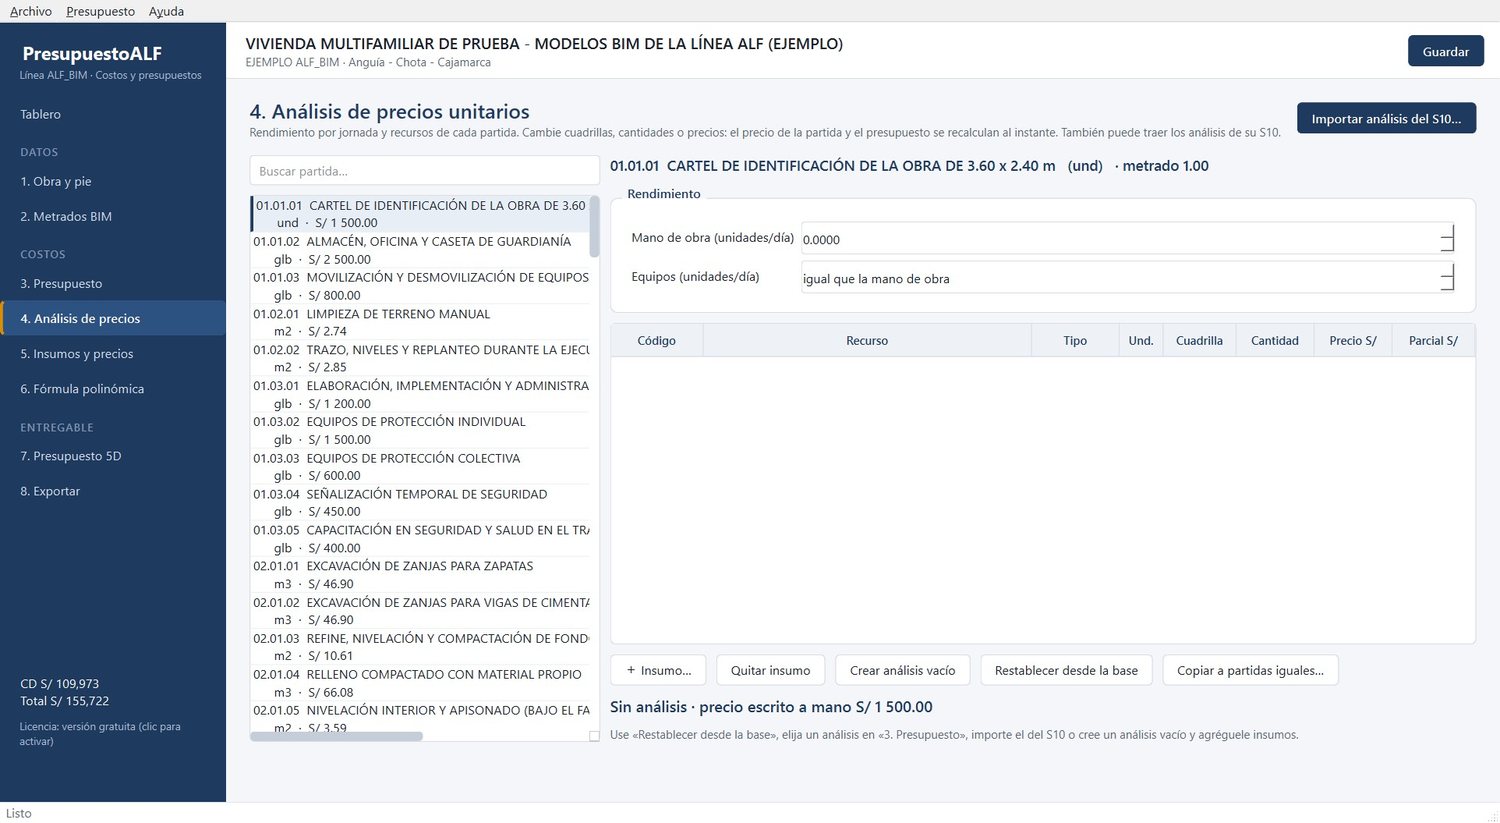 Archivo Presupuesto Ayuda
PresupuestoALF
Línea ALF_BIM · Costos y presupuestos
Tablero
DATOS
1. Obra y pie
2. Metrados BIM
COSTOS
3. Presupuesto
4. Análisis de precios
5. Insumos y precios
6. Fórmula polinómica
ENTREGABLE
7. Presupuesto 5D
8. Exportar
CD S/ 109,973
Total S/ 155,722
Licencia: versión gratuita (clic para
activar)
VIVIENDA MULTIFAMILIAR DE PRUEBA - MODELOS BIM DE LA LÍNEA ALF (EJEMPLO)
EJEMPLO ALF_BIM · Anguía - Chota - Cajamarca
Guardar
4. Análisis de precios unitarios
Rendimiento por jornada y recursos de cada partida. Cambie cuadrillas, cantidades o precios: el precio de la partida y el presupuesto se recalculan al instante. También puede traer los análisis de su S10.
Importar análisis del S10...
Buscar partida...
01.01.01 CARTEL DE IDENTIFICACIÓN DE LA OBRA DE 3.60
und · S/ 1 500.00
01.01.02 ALMACÉN, OFICINA Y CASETA DE GUARDIANÍA
glb · S/ 2 500.00
01.01.03 MOVILIZACIÓN Y DESMOVILIZACIÓN DE EQUIPOS
glb · S/ 800.00
01.02.01 LIMPIEZA DE TERRENO MANUAL
m2 · S/ 2.74
01.02.02 TRAZO, NIVELES Y REPLANTEO DURANTE LA EJECU
m2 · S/ 2.85
01.03.01 ELABORACIÓN, IMPLEMENTACIÓN Y ADMINISTRA
glb · S/ 1 200.00
01.03.02 EQUIPOS DE PROTECCIÓN INDIVIDUAL
glb · S/ 1 500.00
01.03.03 EQUIPOS DE PROTECCIÓN COLECTIVA
glb · S/ 600.00
01.03.04 SEÑALIZACIÓN TEMPORAL DE SEGURIDAD
glb · S/ 450.00
01.03.05 CAPACITACIÓN EN SEGURIDAD Y SALUD EN EL TRA
glb · S/ 400.00
02.01.01 EXCAVACIÓN DE ZANJAS PARA ZAPATAS
m3 · S/ 46.90
02.01.02 EXCAVACIÓN DE ZANJAS PARA VIGAS DE CIMENTA
m3 · S/ 46.90
02.01.03 REFINE, NIVELACIÓN Y COMPACTACIÓN DE FONDO
m2 · S/ 10.61
02.01.04 RELLENO COMPACTADO CON MATERIAL PROPIO
m3 · S/ 66.08
02.01.05 NIVELACIÓN INTERIOR Y APISONADO (BAJO EL FA
m2 · S/ 3.59
01.01.01 CARTEL DE IDENTIFICACIÓN DE LA OBRA DE 3.60 x 2.40 m (und) · metrado 1.00
Rendimiento
Mano de obra (unidades/día) 0.0000
Equipos (unidades/día) igual que la mano de obra
Código Recurso Tipo Und. Cuadrilla Cantidad Precio S/ Parcial S/
+ Insumo... Quitar insumo Crear análisis vacío Restablecer desde la base Copiar a partidas iguales...
Sin análisis · precio escrito a mano S/ 1 500.00
Use «Restablecer desde la base», elija un análisis en «3. Presupuesto», importe el del S10 o cree un análisis vacío y agréguele insumos.
Listo